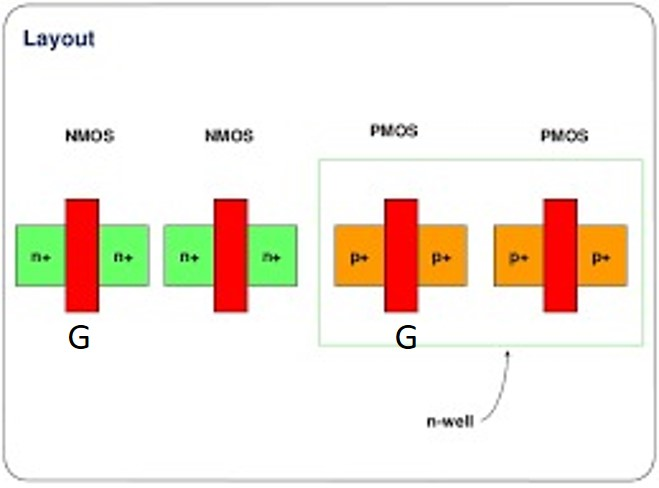 Layout
NMOS NMOS PMOS PMOS
n+ n+ n+ n+ p+ p+ p+ p+
G G
n-well